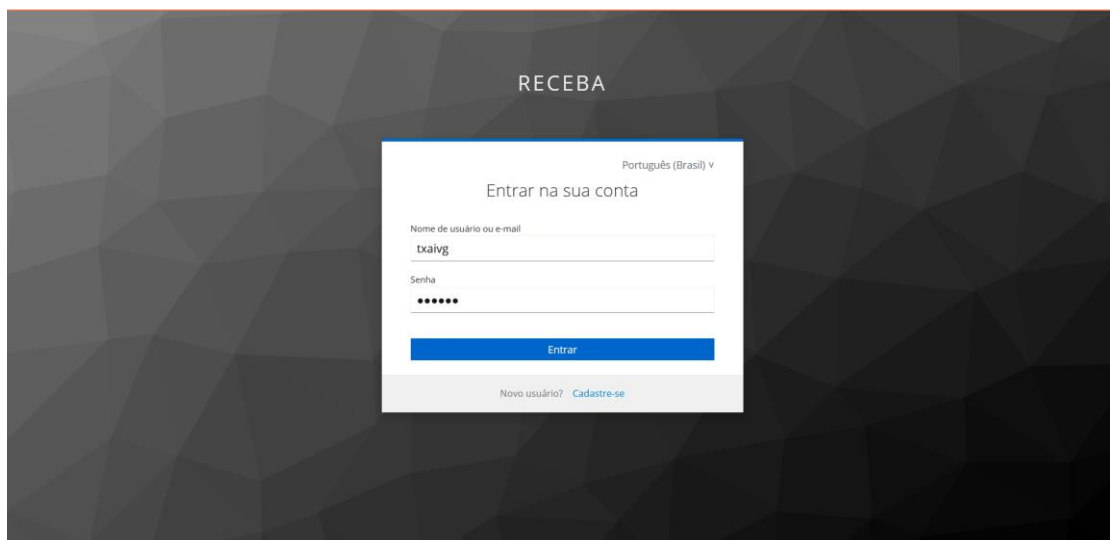 RECEBA
Português (Brasil) ˅
Entrar na sua conta
Nome de usuário ou e-mail
txaivg
Senha
••••••
Entrar
Novo usuário? Cadastre-se